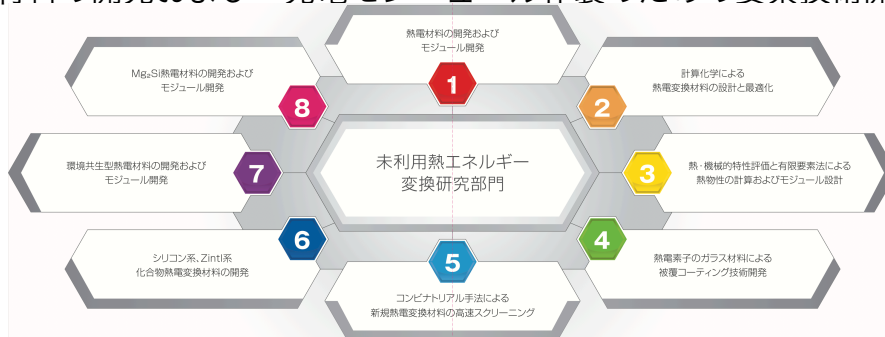 熱電材料の開発および
モジュール開発
1
Mg₂Si熱電材料の開発および
モジュール開発
8
計算化学による
熱電変換材料の設計と最適化
2
環境共生型熱電材料の開発および
モジュール開発
7
未利用熱エネルギー
変換研究部門
熱・機械的特性評価と有限要素法による
熱物性の計算およびモジュール設計
3
シリコン系、Zintl系
化合物熱電変換材料の開発
6
熱電素子のガラス材料による
被覆コーティング技術開発
4
5
コンビナトリアル手法による
新規熱電変換材料の高速スクリーニング